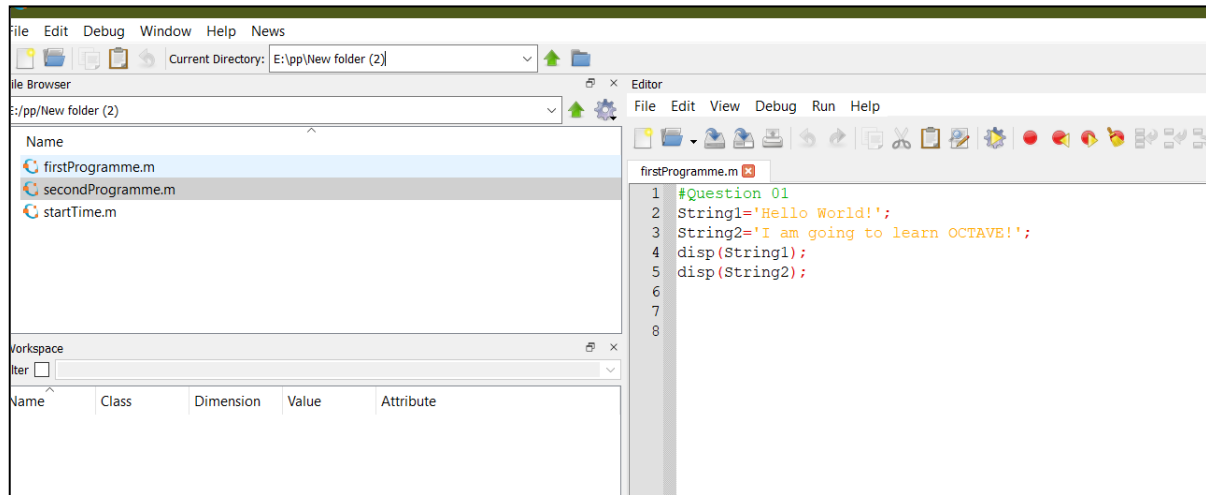 File Edit Debug Window Help News
Current Directory: E:\pp\New folder (2)
ile Browser
E:/pp/New folder (2)
Name
firstProgramme.m
secondProgramme.m
startTime.m
Workspace
lter
Name Class Dimension Value Attribute
Editor
File Edit View Debug Run Help
firstProgramme.m
1 #Question 01
2 String1='Hello World!';
3 String2='I am going to learn OCTAVE!';
4 disp(String1);
5 disp(String2);
6
7
8